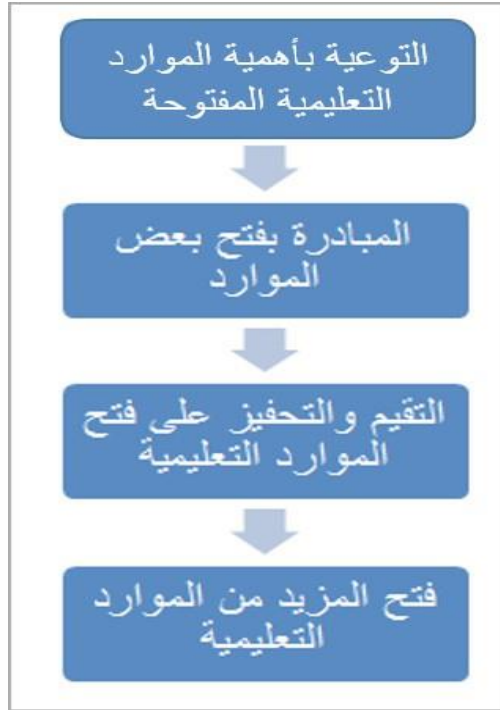 التوعية بأهمية الموارد
التعليمية المفتوحة
المبادرة بفتح بعض
الموارد
التقيم والتحفيز على فتح
الموارد التعليمية
فتح المزيد من الموارد
التعليمية